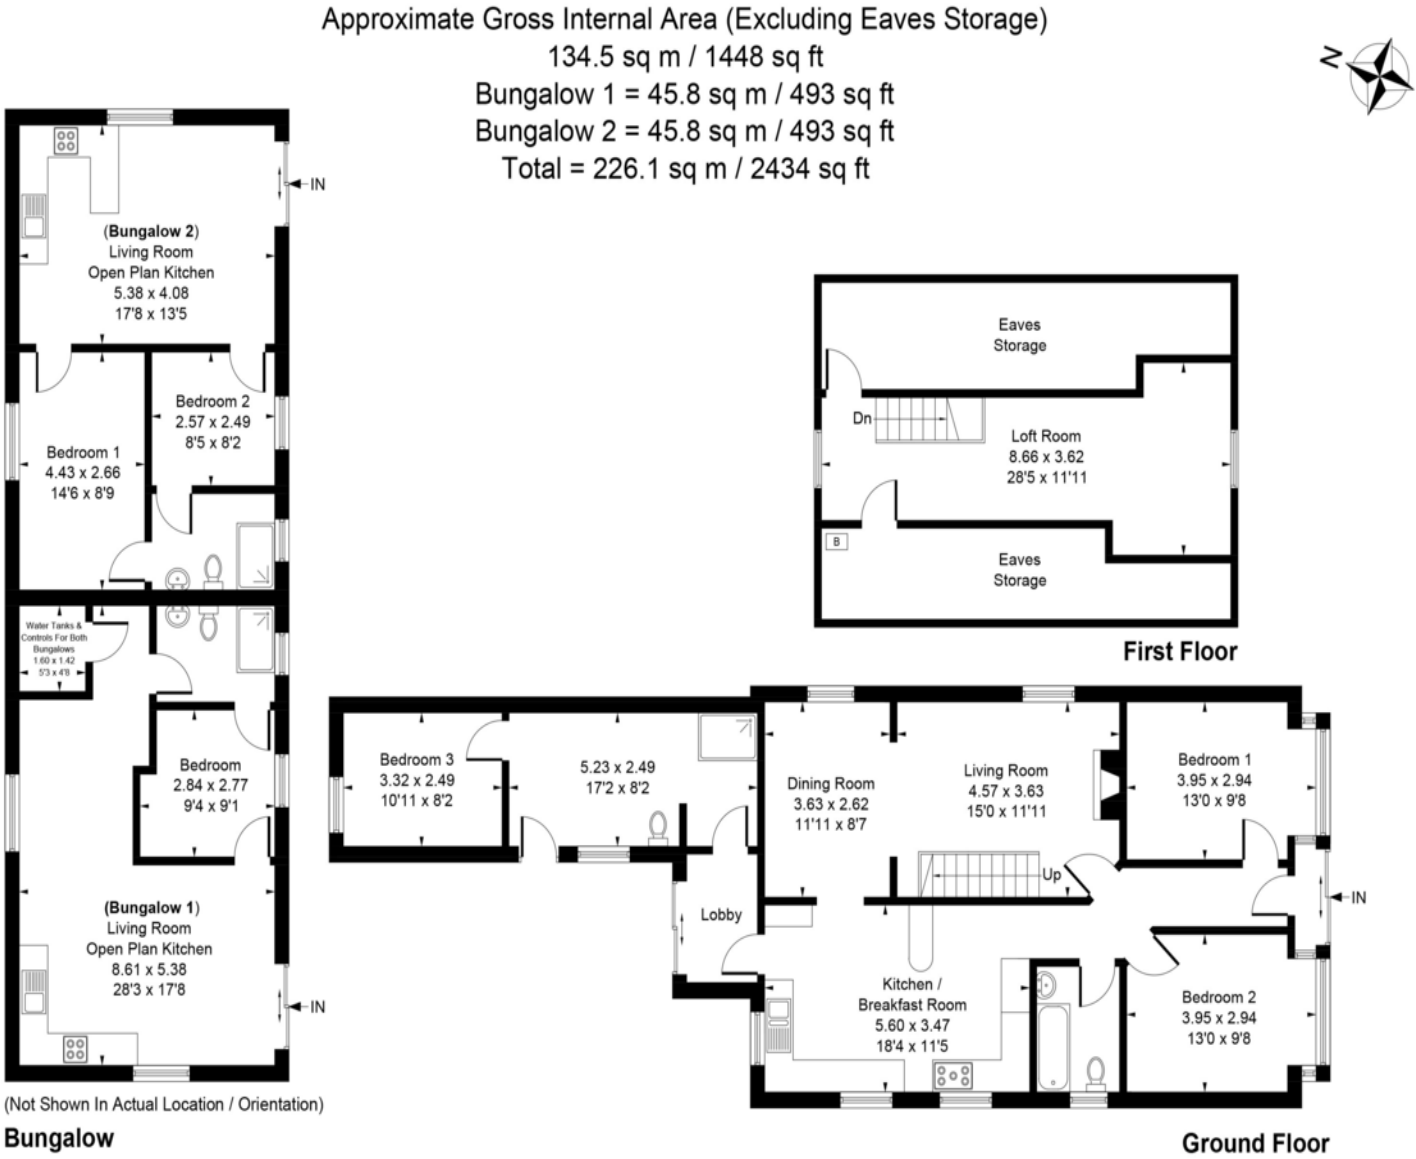 Approximate Gross Internal Area (Excluding Eaves Storage)
134.5 sq m / 1448 sq ft
Bungalow 1 = 45.8 sq m / 493 sq ft
Bungalow 2 = 45.8 sq m / 493 sq ft
Total = 226.1 sq m / 2434 sq ft
N
IN
(Bungalow 2)
Living Room
Open Plan Kitchen
5.38 x 4.08
17'8 x 13'5
Bedroom 2
2.57 x 2.49
8'5 x 8'2
Bedroom 1
4.43 x 2.66
14'6 x 8'9
Water Tanks &
Controls For Both
Bungalows
1.60 x 1.42
5'3 x 4'8
Bedroom
2.84 x 2.77
9'4 x 9'1
(Bungalow 1)
Living Room
Open Plan Kitchen
8.61 x 5.38
28'3 x 17'8
IN
(Not Shown In Actual Location / Orientation)
Bungalow
Eaves
Storage
Dn
Loft Room
8.66 x 3.62
28'5 x 11'11
B
Eaves
Storage
First Floor
Bedroom 3
3.32 x 2.49
10'11 x 8'2
5.23 x 2.49
17'2 x 8'2
Dining Room
3.63 x 2.62
11'11 x 8'7
Living Room
4.57 x 3.63
15'0 x 11'11
Bedroom 1
3.95 x 2.94
13'0 x 9'8
Up
IN
Lobby
Kitchen /
Breakfast Room
5.60 x 3.47
18'4 x 11'5
Bedroom 2
3.95 x 2.94
13'0 x 9'8
Ground Floor